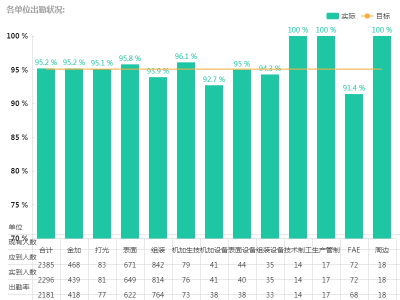 各单位出勤状况:
实际 目标
100 %
95 %
90 %
85 %
80 %
75 %
70 %
95.2 % 95.2 % 95.1 % 95.8 % 93.9 % 96.1 % 92.7 % 95 % 94.3 % 100 % 100 % 91.4 % 100 %
单位 合计 金加 打光 表面 组装 机加生技 机加设备 表面设备 组装设备 技术制工 生产管制 FAE 周边
现有人数 2385 468 83 671 842 79 41 44 35 14 17 72 18
应到人数 2296 439 81 649 814 76 41 40 35 14 17 72 18
实到人数 2181 418 77 622 764 73 38 38 33 14 17 68 18
出勤率